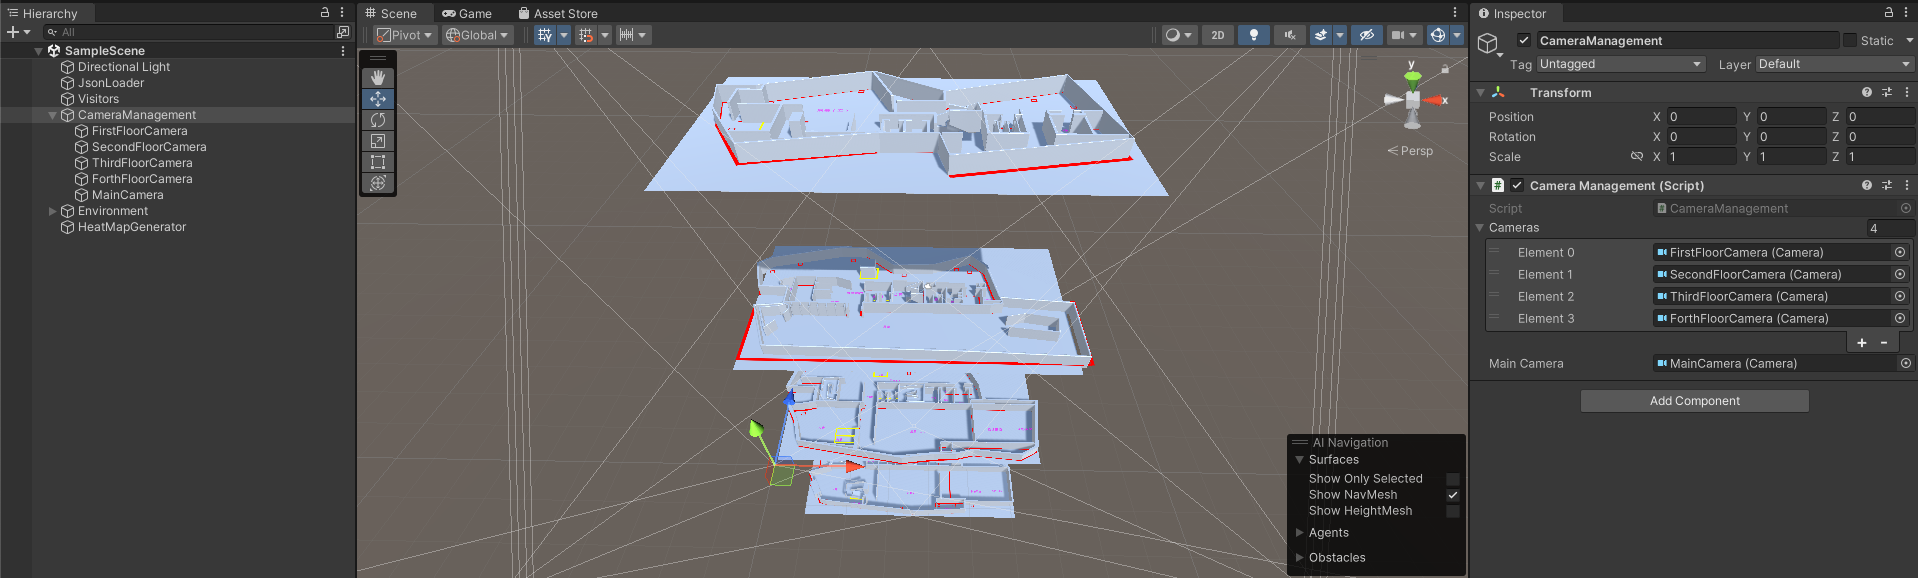 Hierarchy
All
SampleScene
Directional Light
JsonLoader
Visitors
CameraManagement
FirstFloorCamera
SecondFloorCamera
ThirdFloorCamera
ForthFloorCamera
MainCamera
Environment
HeatMapGenerator
Scene Game Asset Store
Pivot Global 2D
y
x
Persp
AI Navigation
Surfaces
Show Only Selected
Show NavMesh
Show HeightMesh
Agents
Obstacles
Inspector
CameraManagement Static
Tag Untagged Layer Default
Transform
Position X 0 Y 0 Z 0
Rotation X 0 Y 0 Z 0
Scale X 1 Y 1 Z 1
# Camera Management (Script)
Script CameraManagement
Cameras 4
Element 0 FirstFloorCamera (Camera)
Element 1 SecondFloorCamera (Camera)
Element 2 ThirdFloorCamera (Camera)
Element 3 ForthFloorCamera (Camera)
+ -
Main Camera MainCamera (Camera)
Add Component